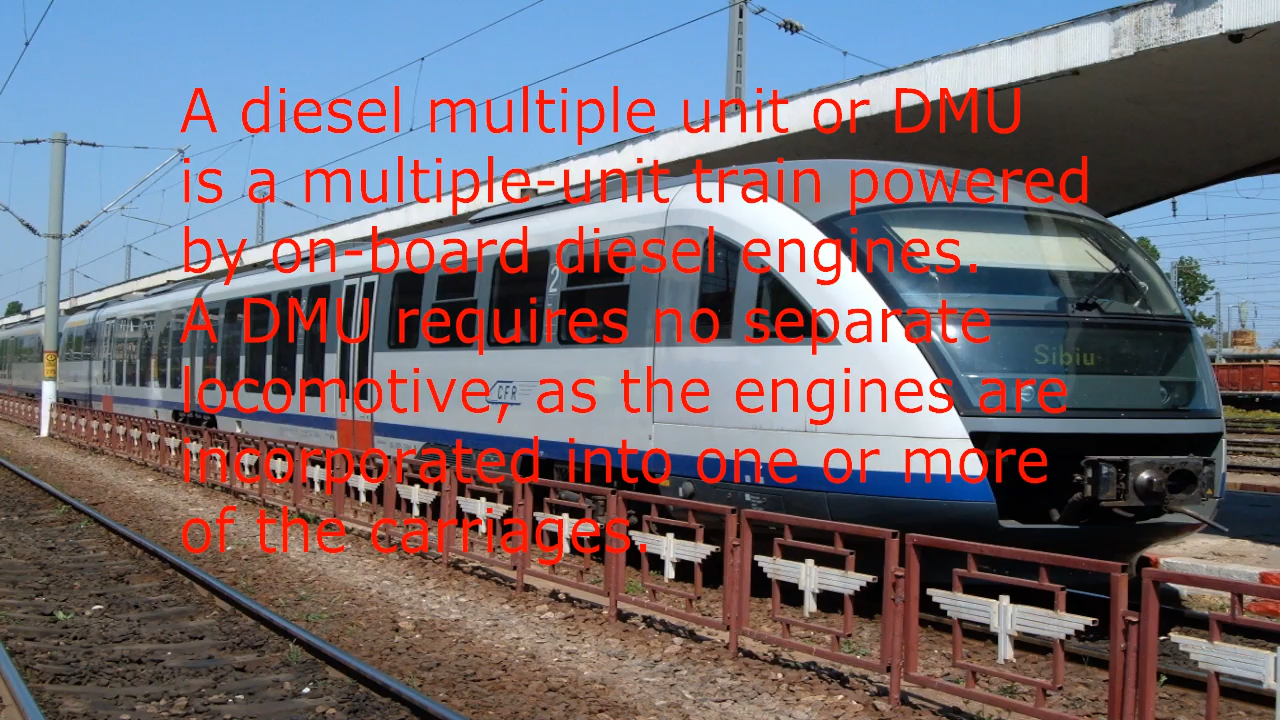 A diesel multiple unit or DMU
is a multiple-unit train powered
by on-board diesel engines.
A DMU requires no separate
locomotive, as the engines are
incorporated into one or more
of the carriages.
2
Sibiu
CFR